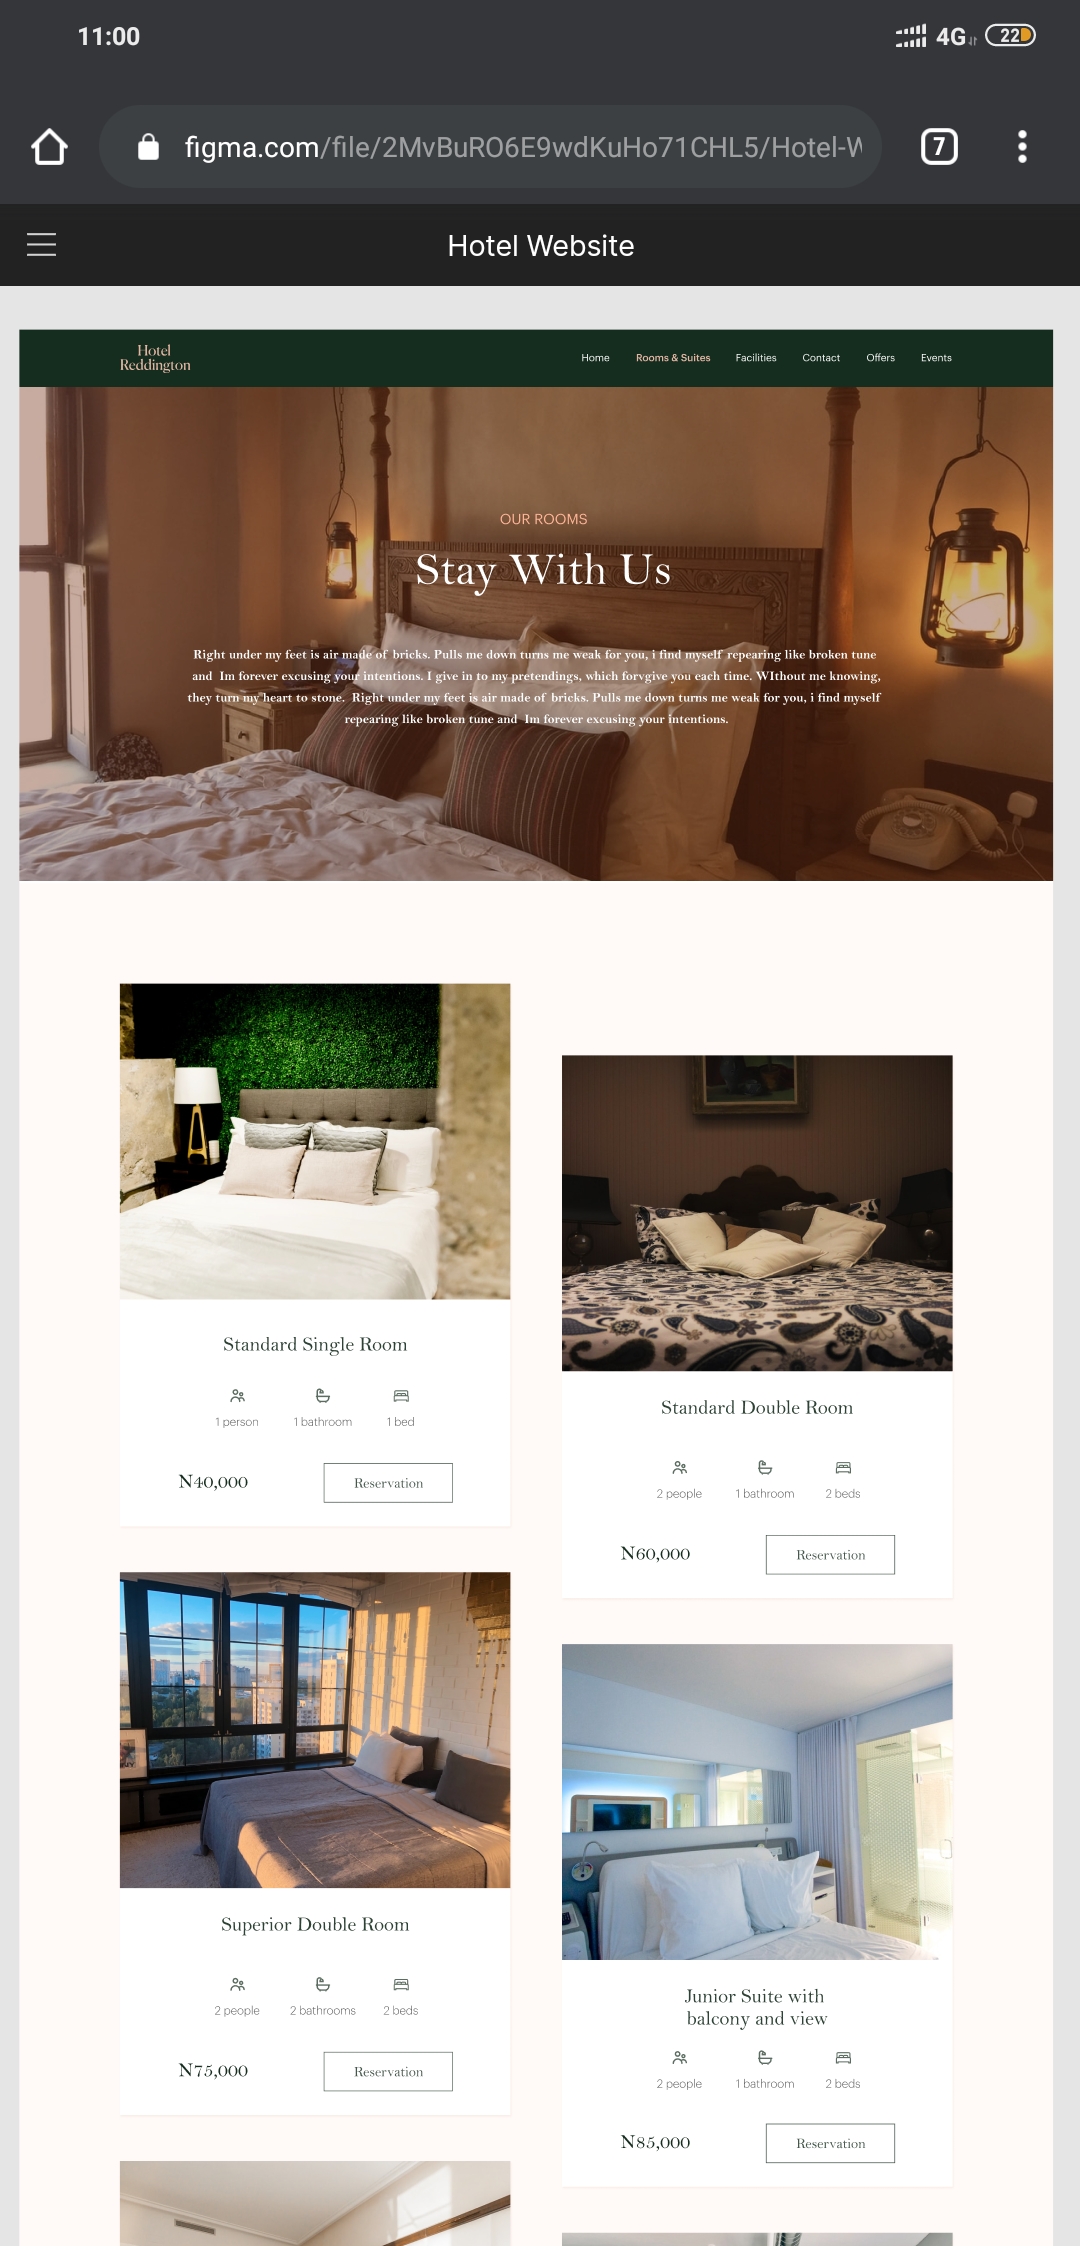 11:00
4G
22
figma.com/file/2MvBuRO6E9wdKuHo71CHL5/Hotel-W
7
Hotel Website
Hotel
Reddington
Home Rooms & Suites Facilities Contact Offers Events
OUR ROOMS
Stay With Us
Right under my feet is air made of bricks. Pulls me down turns me weak for you, i find myself repearing like broken tune
and Im forever excusing your intentions. I give in to my pretendings, which forvgive you each time. WIthout me knowing,
they turn my heart to stone. Right under my feet is air made of bricks. Pulls me down turns me weak for you, i find myself
repearing like broken tune and Im forever excusing your intentions.
Standard Single Room
1 person 1 bathroom 1 bed
N40,000 Reservation
Standard Double Room
2 people 1 bathroom 2 beds
N60,000 Reservation
Superior Double Room
2 people 2 bathrooms 2 beds
N75,000 Reservation
Junior Suite with
balcony and view
2 people 1 bathroom 2 beds
N85,000 Reservation